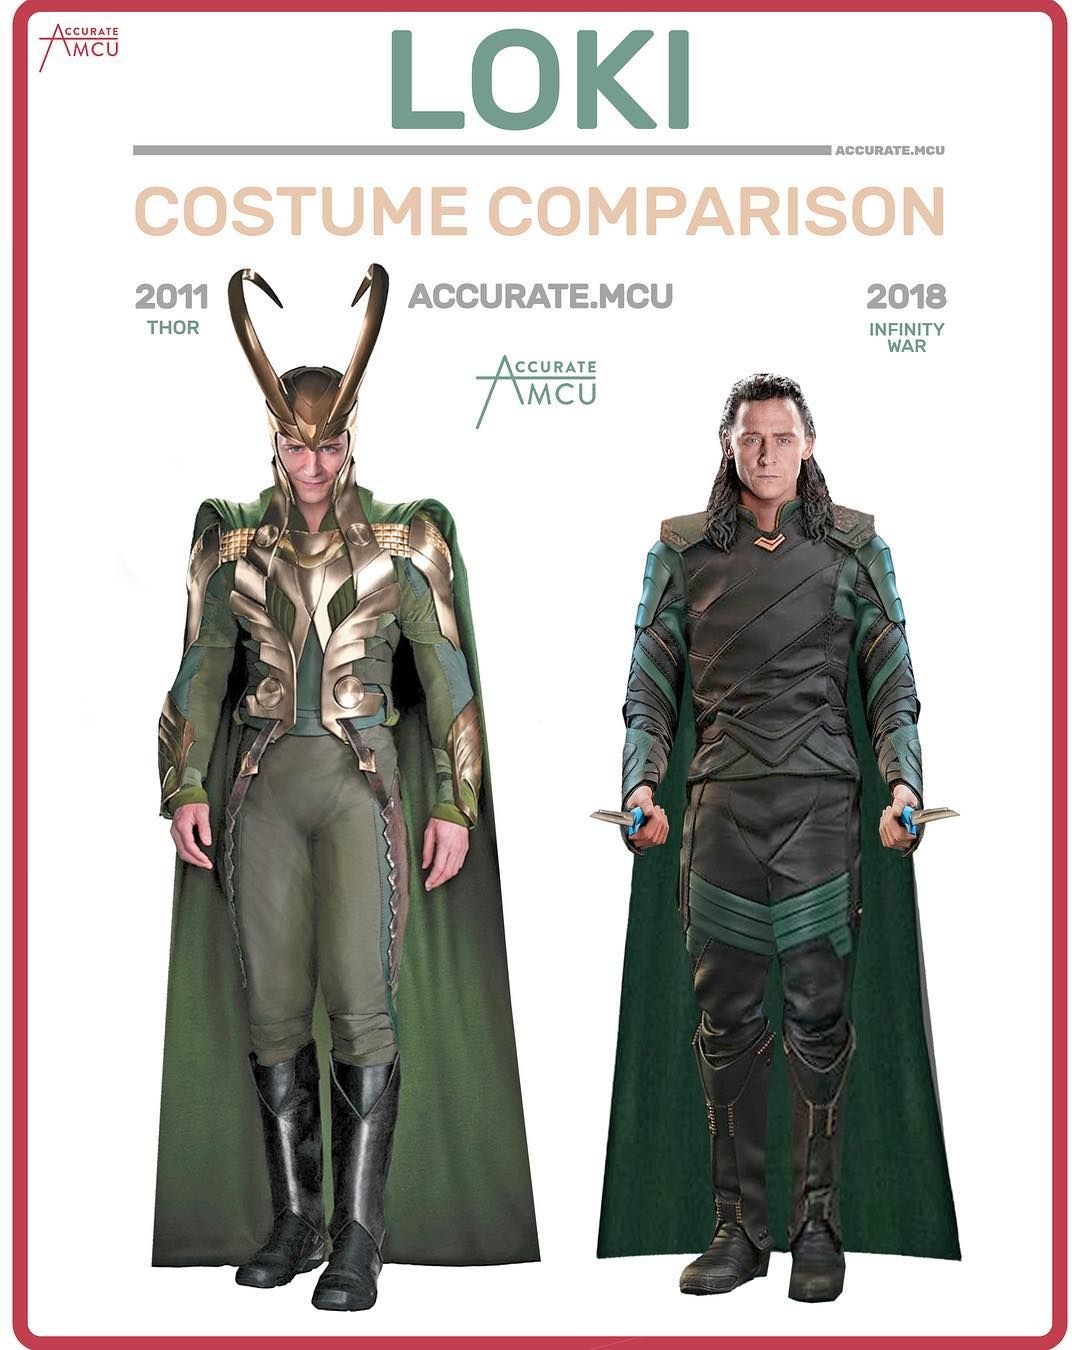 ACCURATE
MCU
LOKI
ACCURATE.MCU
COSTUME COMPARISON
2011
THOR
ACCURATE.MCU
2018
INFINITY
WAR
ACCURATE
MCU